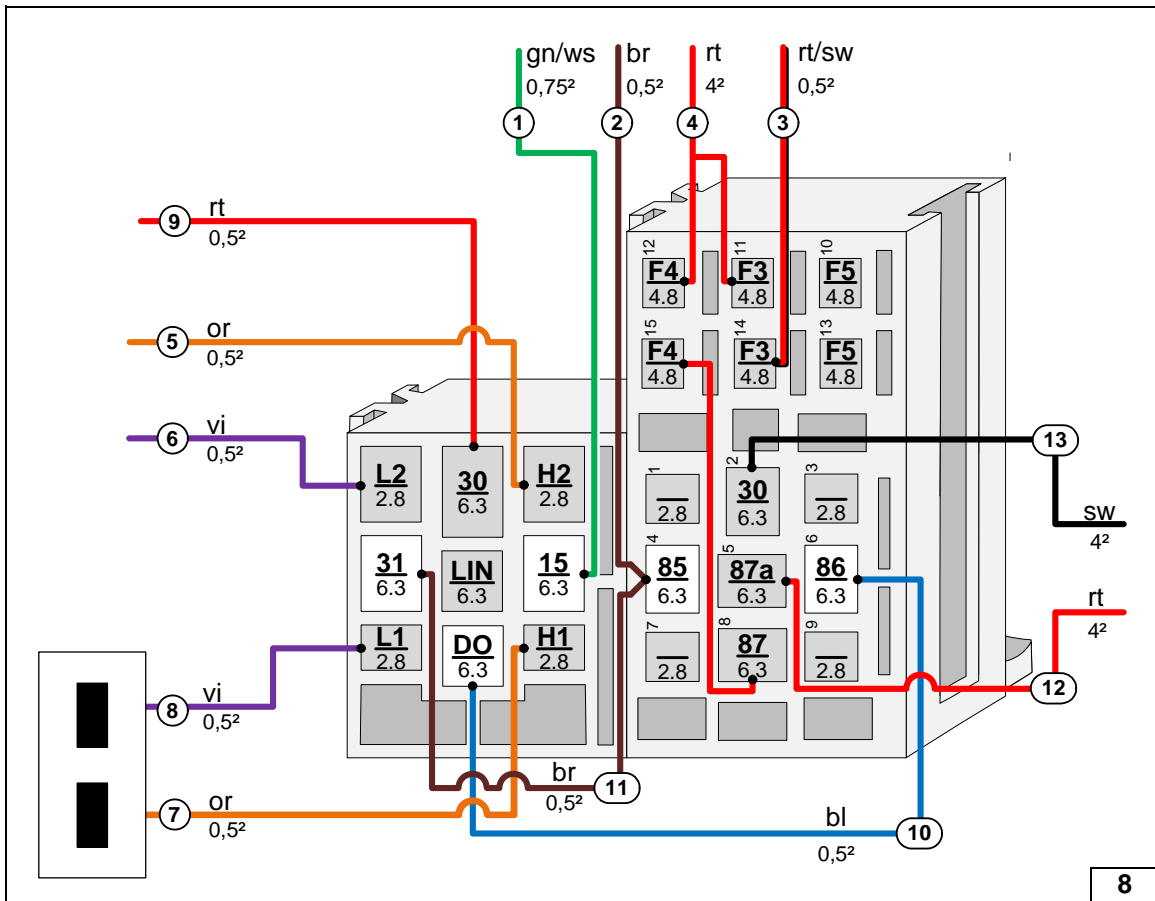 gn/ws
0,75²
br
0,5²
rt
4²
rt/sw
0,5²
1
2
4
3
9
rt
0,5²
12
F4
4.8
11
F3
4.8
10
F5
4.8
5
or
0,5²
15
F4
4.8
14
F3
4.8
13
F5
4.8
6
vi
0,5²
13
sw
4²
L2
2.8
30
6.3
H2
2.8
1
2.8
2
30
6.3
3
2.8
31
6.3
LIN
6.3
15
6.3
4
85
6.3
5
87a
6.3
6
86
6.3
rt
4²
L1
2.8
DO
6.3
H1
2.8
7
2.8
8
87
6.3
9
2.8
12
8
vi
0,5²
br
0,5²
11
7
or
0,5²
bl
0,5²
10
8